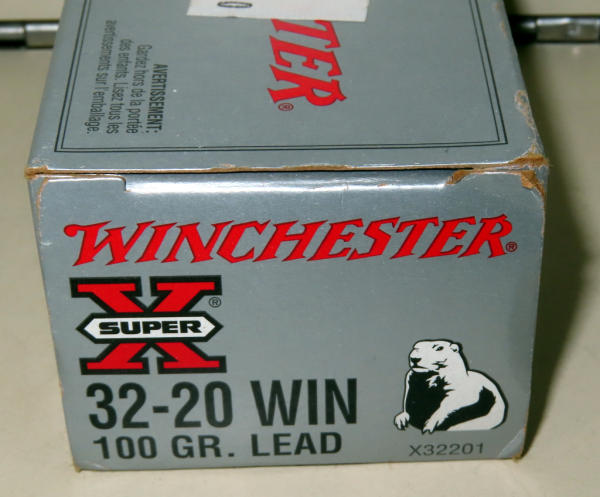 TER®
0
AVERTISSEMENT:
Gardez hors de la portée
des enfants. Lisez tous les
avertissements sur l'emballage.
WINCHESTER®
X®
SUPER
32-20 WIN
100 GR. LEAD
X32201